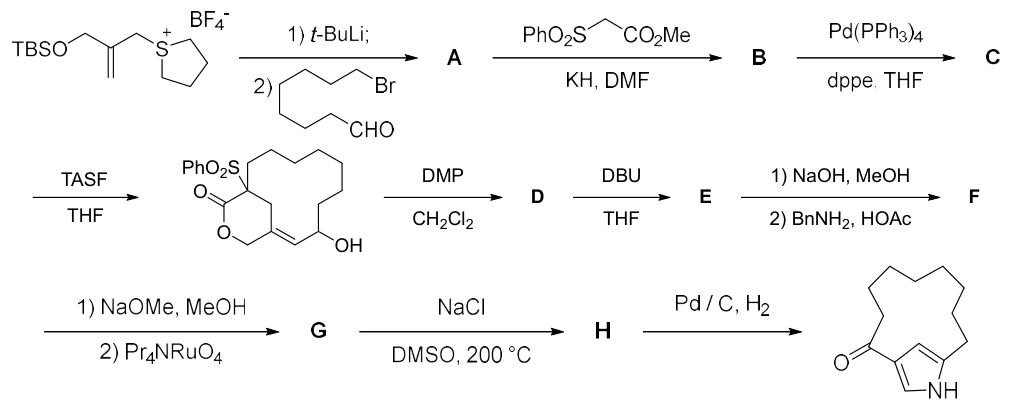 BF4-
TBSO
S+
1) t-BuLi;
2)
Br
CHO
A
PhO2S
CO2Me
KH, DMF
B
Pd(PPh3)4
dppe, THF
C
TASF
THF
PhO2S
O
O
OH
DMP
CH2Cl2
D
DBU
THF
E
1) NaOH, MeOH
2) BnNH2, HOAc
F
1) NaOMe, MeOH
2) Pr4NRuO4
G
NaCl
DMSO, 200 °C
H
Pd / C, H2
O
NH